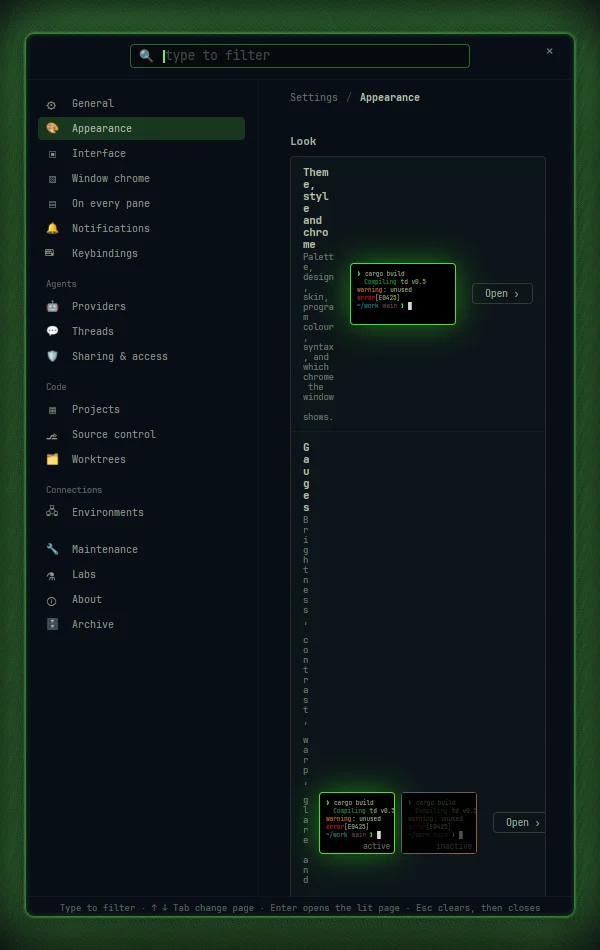 type to filter
×
General
Appearance
Interface
Window chrome
On every pane
Notifications
Keybindings
Agents
Providers
Threads
Sharing & access
Code
Projects
Source control
Worktrees
Connections
Environments
Maintenance
Labs
About
Archive
Settings / Appearance
Look
Them
e,
styl
e
and
chro
me
Palett
e,
design
,
skin,
progra
m
colour
,
syntax
, and
which
chrome
the
window
shows.
❯ cargo build
Compiling td v0.5
warning: unused
error[E0425]
~/work main ❯
Open ›
G
a
u
g
e
s
B
r
i
g
h
t
n
e
s
s
,
c
o
n
t
r
a
s
t
,
w
a
r
p
,
g
l
a
r
e
a
n
d
❯ cargo build
Compiling td v0.5
warning: unused
error[E0425]
~/work main ❯
active
❯ cargo build
Compiling td v0.5
warning: unused
error[E0425]
~/work main ❯
inactive
Open ›
Type to filter · ↑ ↓ Tab change page · Enter opens the lit page · Esc clears, then closes